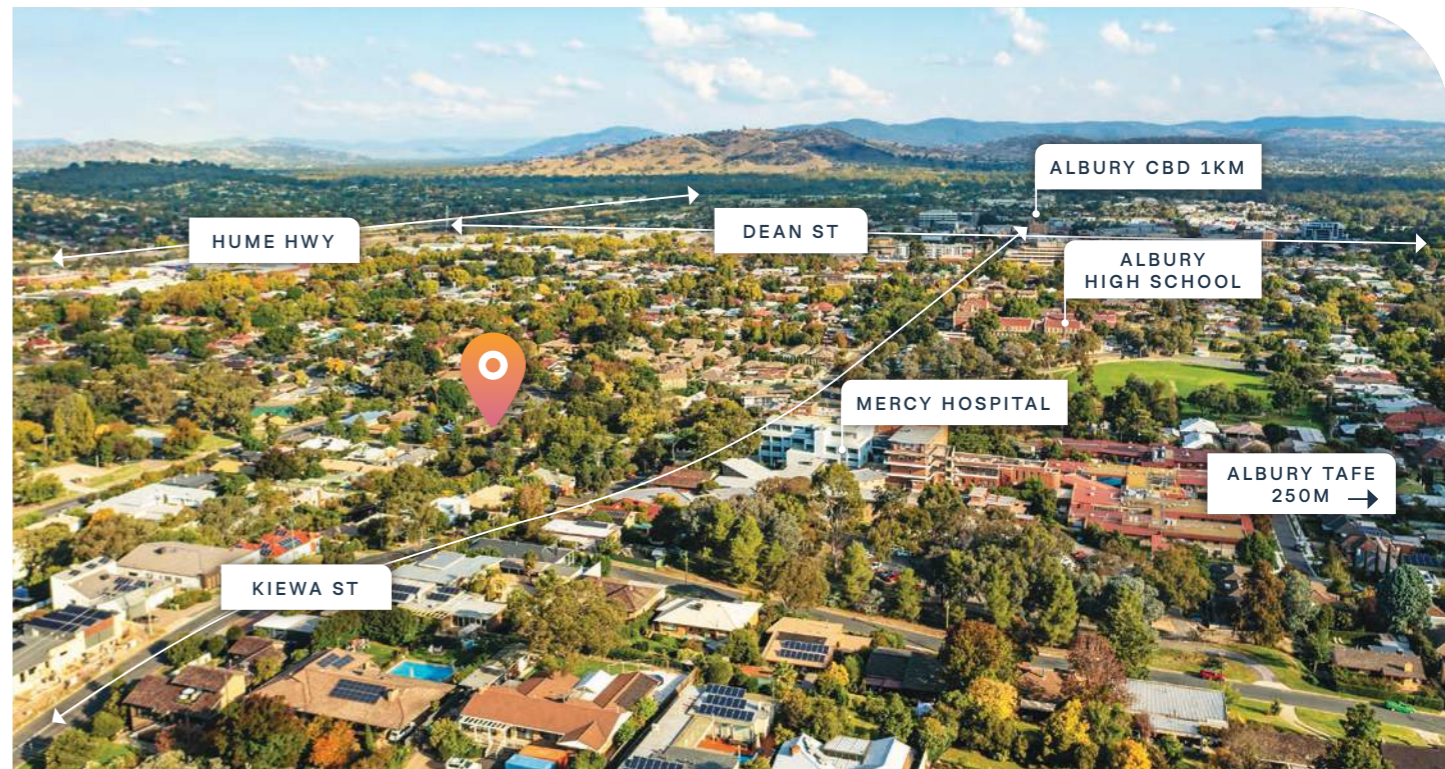 ALBURY CBD 1KM
HUME HWY
DEAN ST
ALBURY
HIGH SCHOOL
MERCY HOSPITAL
ALBURY TAFE
250M
KIEWA ST